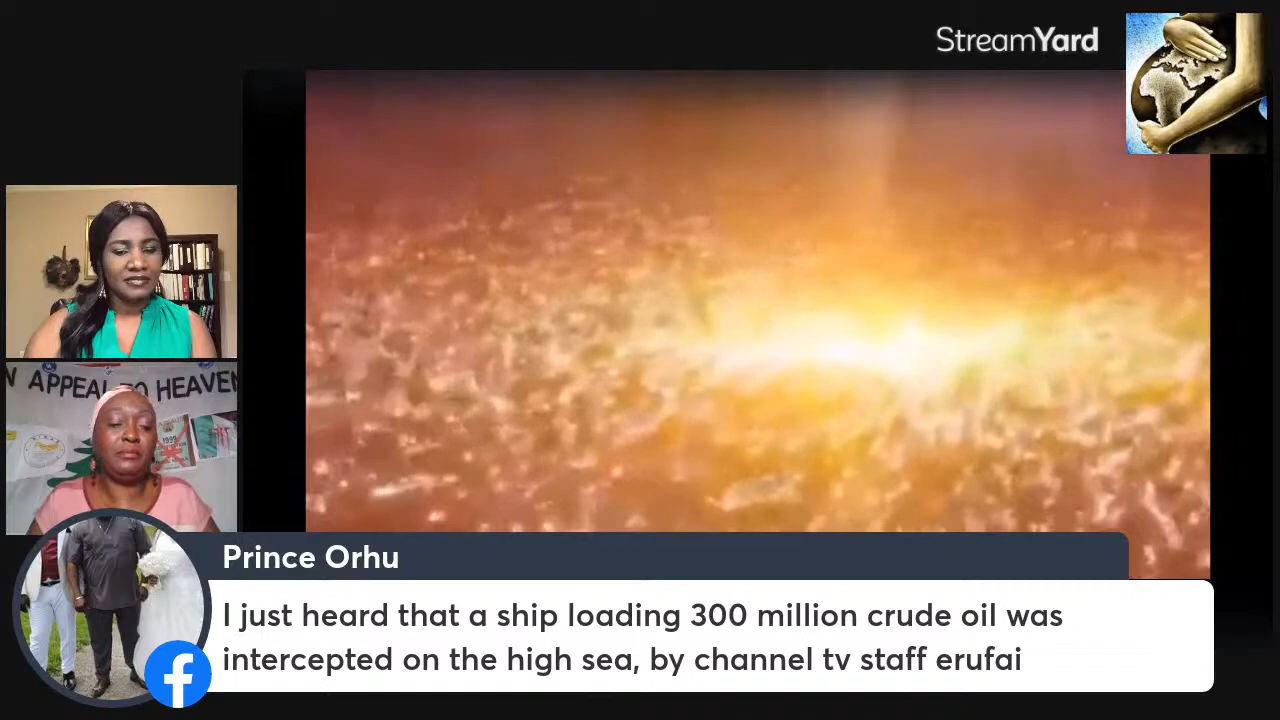 StreamYard
N APPEAL TO HEAVEN
1999
Prince Orhu
I just heard that a ship loading 300 million crude oil was
intercepted on the high sea, by channel tv staff erufai